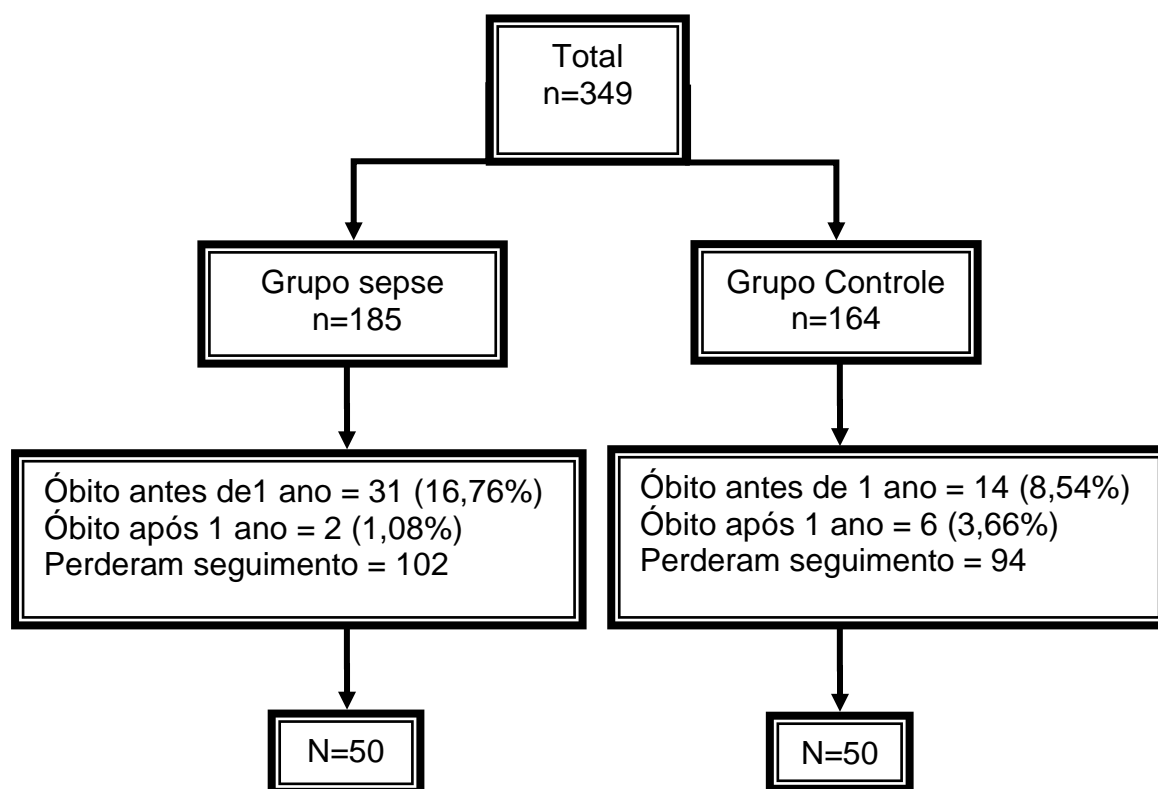 Total
n=349
Grupo sepse
n=185
Grupo Controle
n=164
Óbito antes de1 ano = 31 (16,76%)
Óbito após 1 ano = 2 (1,08%)
Perderam seguimento = 102
Óbito antes de 1 ano = 14 (8,54%)
Óbito após 1 ano = 6 (3,66%)
Perderam seguimento = 94
N=50
N=50